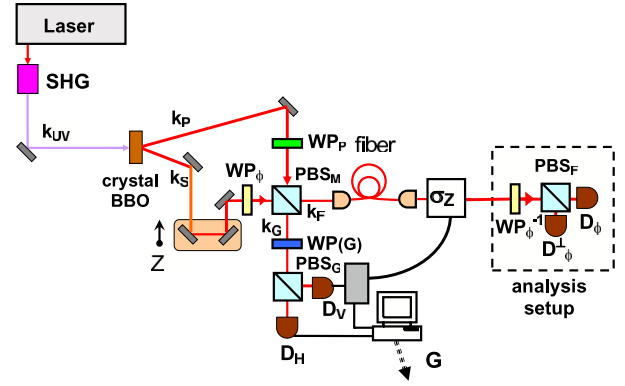 Laser
SHG
k_P
k_UV
WP_P
fiber
crystal
BBO
k_S
WP_ϕ
PBS_M
k_F
σ_Z
PBS_F
WP_ϕ^-1
D_ϕ
D^⊥_ϕ
Z
k_G
WP(G)
PBS_G
D_V
D_H
G
analysis
setup